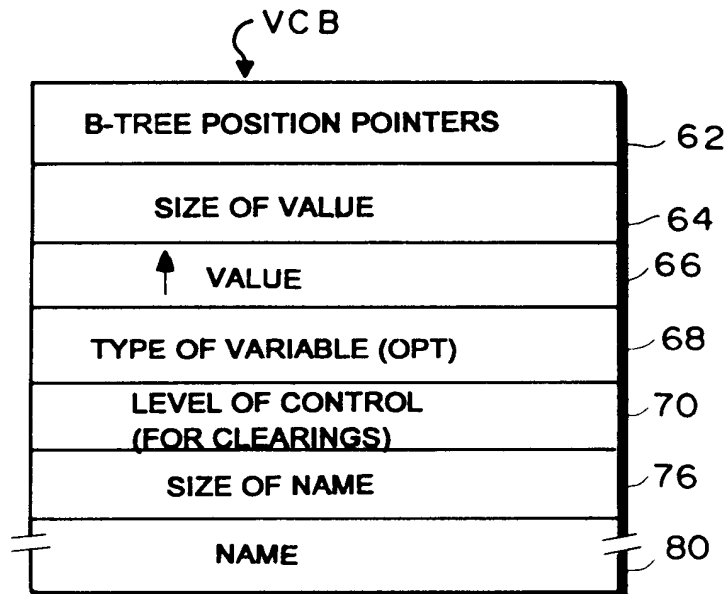 VCB
B-TREE POSITION POINTERS
62
SIZE OF VALUE
64
↑ VALUE
66
TYPE OF VARIABLE (OPT)
68
LEVEL OF CONTROL
(FOR CLEARINGS)
70
SIZE OF NAME
76
NAME
80